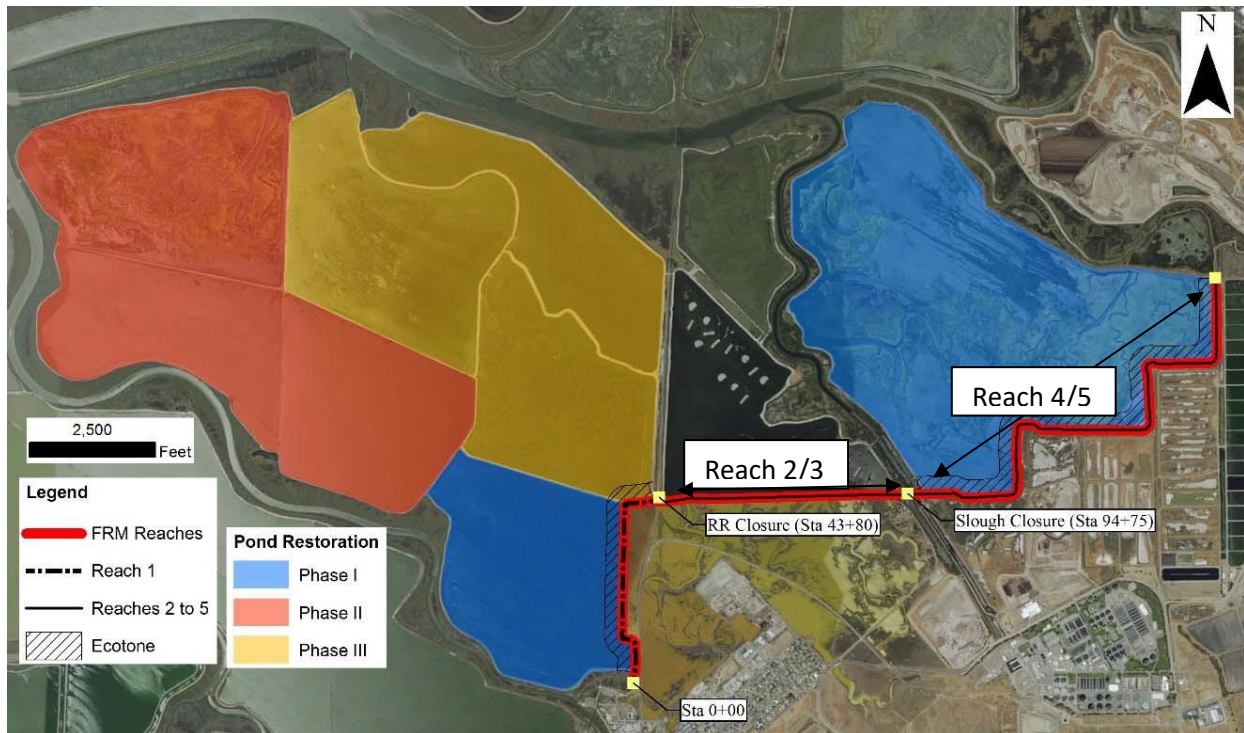 N
Reach 4/5
Reach 2/3
2,500
Feet
RR Closure (Sta 43+80)
Slough Closure (Sta 94+75)
Legend
FRM Reaches
Reach 1
Reaches 2 to 5
Ecotone
Pond Restoration
Phase I
Phase II
Phase III
Sta 0+00